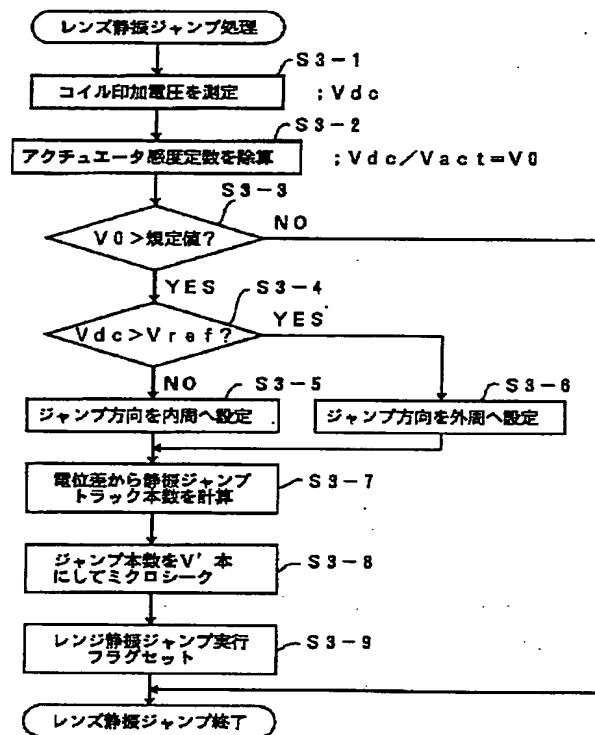 レンズ静振ジャンプ処理
S3-1
コイル印加電圧を測定 ;Vdc
S3-2
アクチュエータ感度定数を除算 ;Vdc/Vact=V0
S3-3
V0>規定値? NO
YES
S3-4
Vdc>Vref? YES
NO
S3-5
S3-6
ジャンプ方向を内周へ設定
ジャンプ方向を外周へ設定
電位差から静振ジャンプ
トラック本数を計算
S3-7
ジャンプ本数をV'本
にしてミクロシーク
S3-8
レンジ静振ジャンプ実行
フラグセット
S3-9
レンズ静振ジャンプ終了